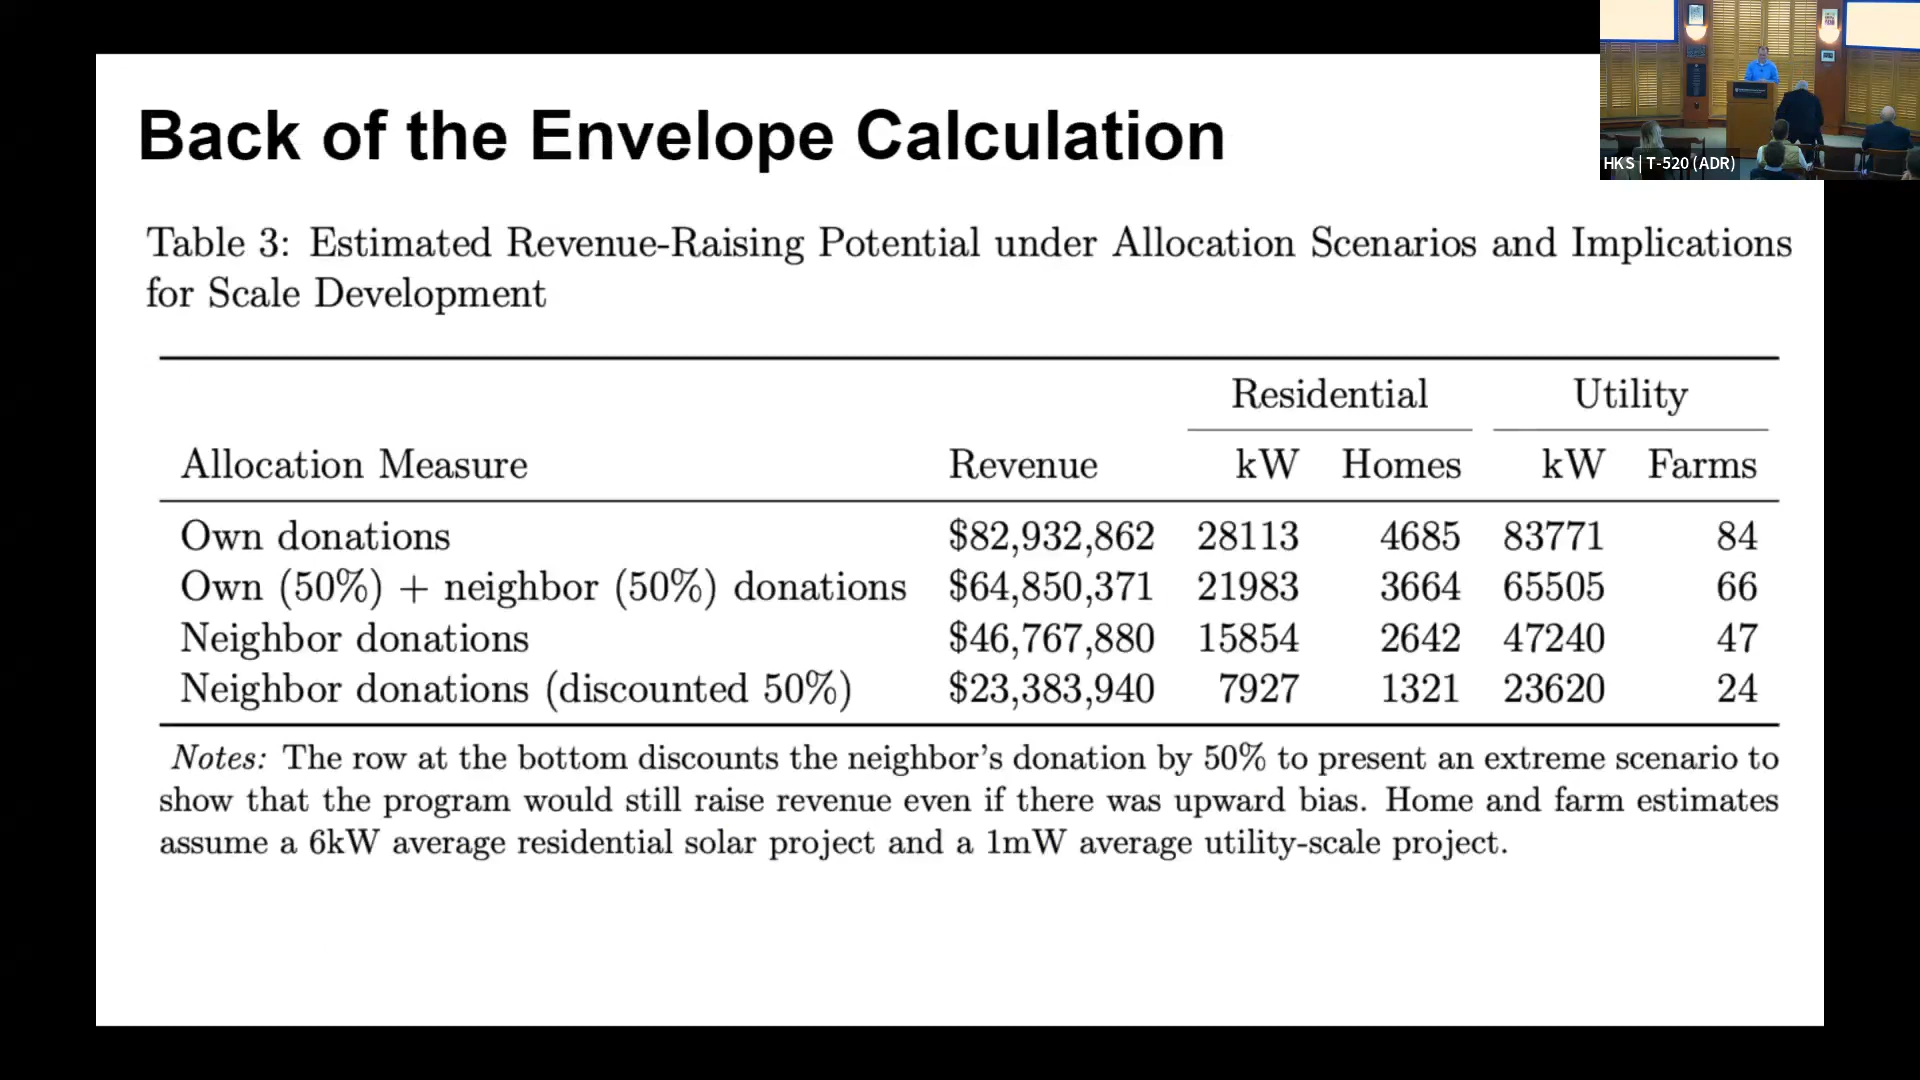 Back of the Envelope Calculation
HKS | T-520 (ADR)
Table 3: Estimated Revenue-Raising Potential under Allocation Scenarios and Implications
for Scale Development
Residential Utility
Allocation Measure Revenue kW Homes kW Farms
Own donations $82,932,862 28113 4685 83771 84
Own (50%) + neighbor (50%) donations $64,850,371 21983 3664 65505 66
Neighbor donations $46,767,880 15854 2642 47240 47
Neighbor donations (discounted 50%) $23,383,940 7927 1321 23620 24
Notes: The row at the bottom discounts the neighbor's donation by 50% to present an extreme scenario to
show that the program would still raise revenue even if there was upward bias. Home and farm estimates
assume a 6kW average residential solar project and a 1mW average utility-scale project.